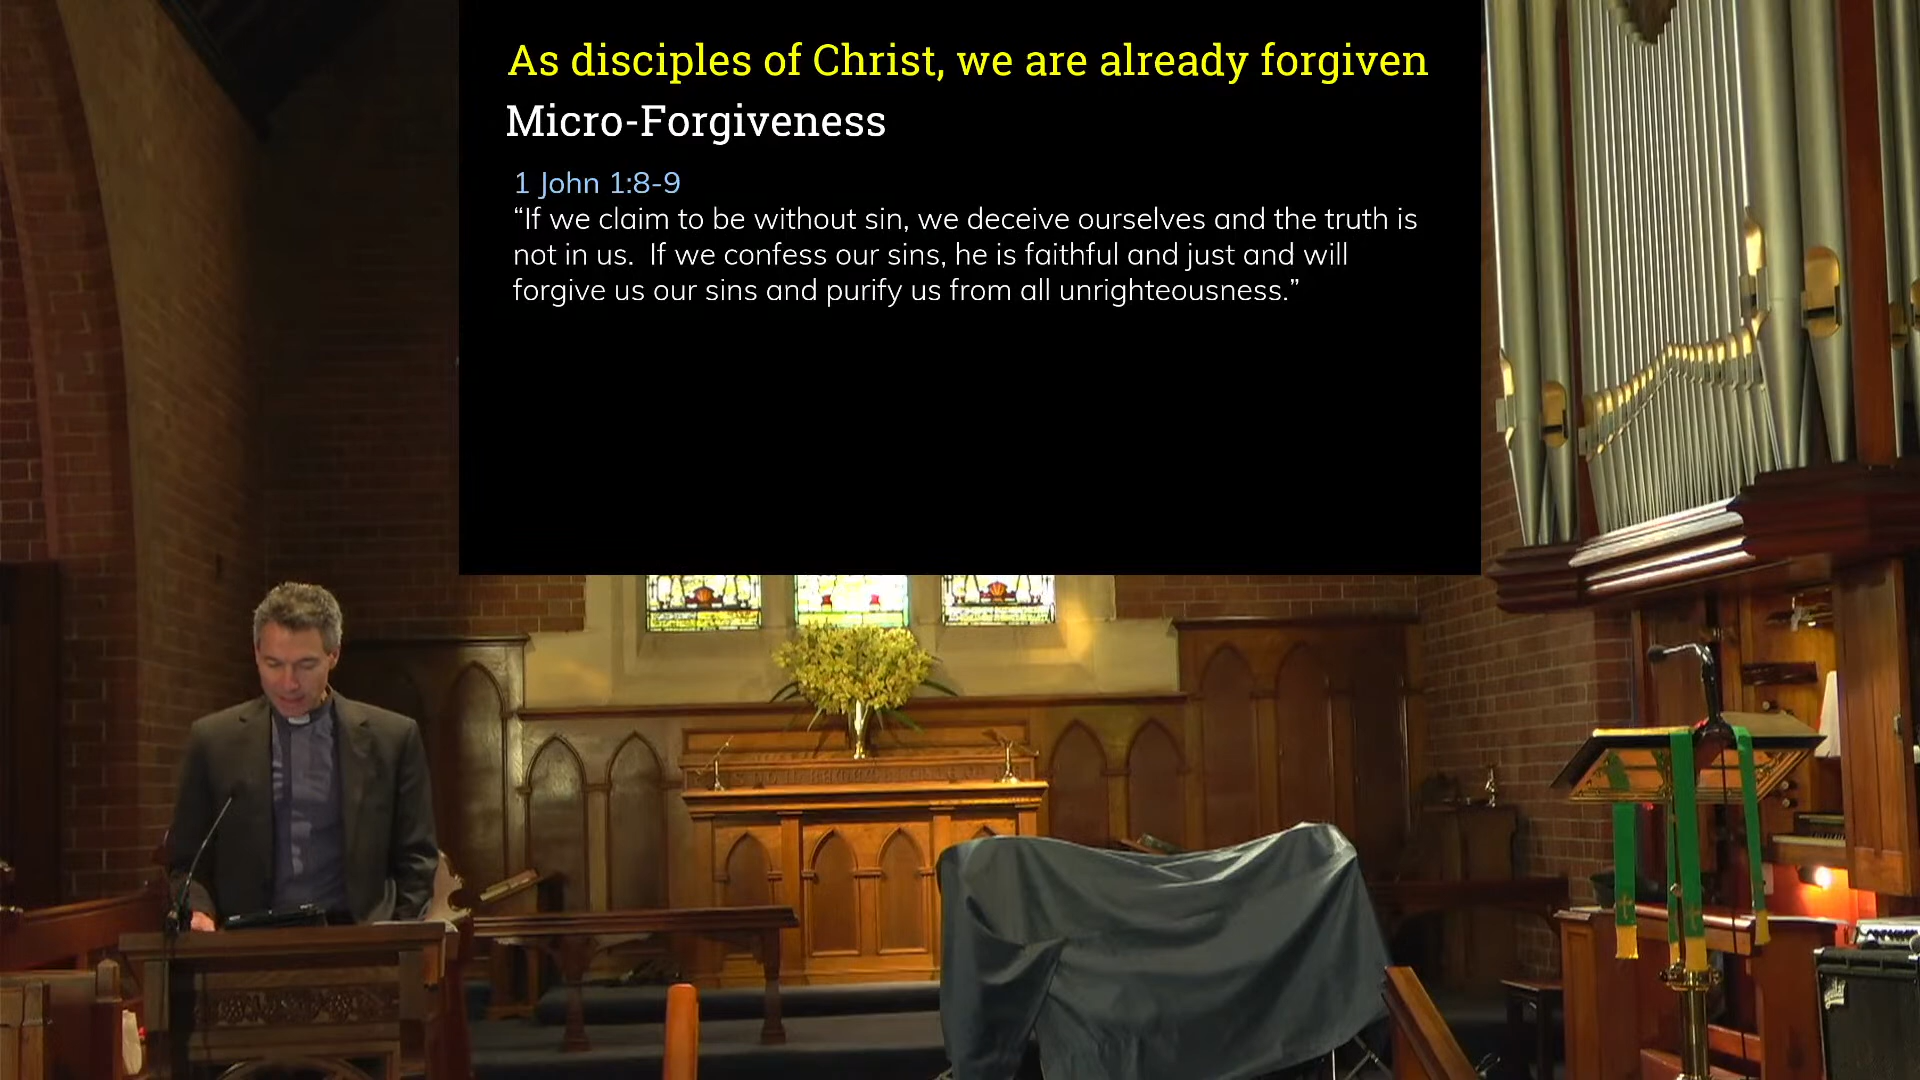 As disciples of Christ, we are already forgiven
Micro-Forgiveness
1 John 1:8-9
“If we claim to be without sin, we deceive ourselves and the truth is
not in us.  If we confess our sins, he is faithful and just and will
forgive us our sins and purify us from all unrighteousness.”